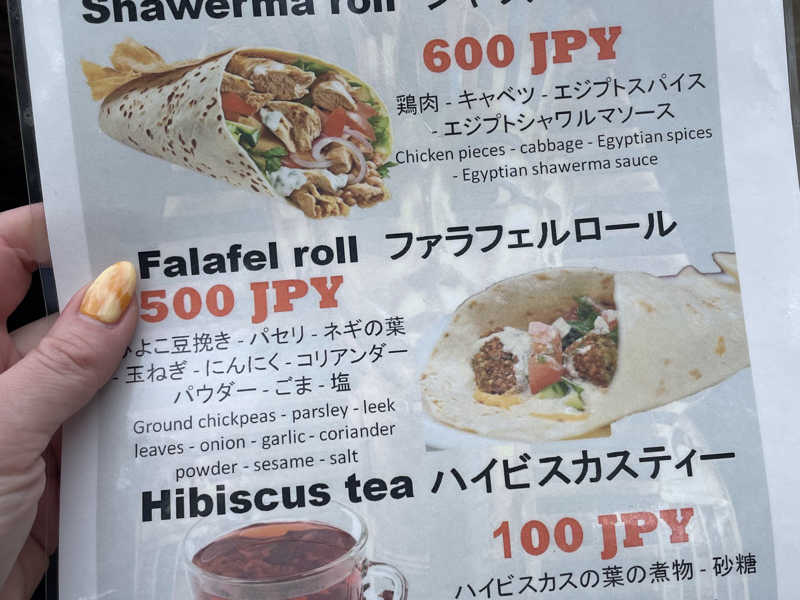 Shawerma roll
600 JPY
鶏肉 - キャベツ - エジプトスパイス
- エジプトシャワルマソース
Chicken pieces - cabbage - Egyptian spices
- Egyptian shawerma sauce
Falafel roll ファラフェルロール
500 JPY
ひよこ豆挽き - パセリ - ネギの葉
- 玉ねぎ - にんにく - コリアンダー
パウダー - ごま - 塩
Ground chickpeas - parsley - leek
leaves - onion - garlic - coriander
powder - sesame - salt
Hibiscus tea ハイビスカスティー
100 JPY
ハイビスカスの葉の煮物 - 砂糖